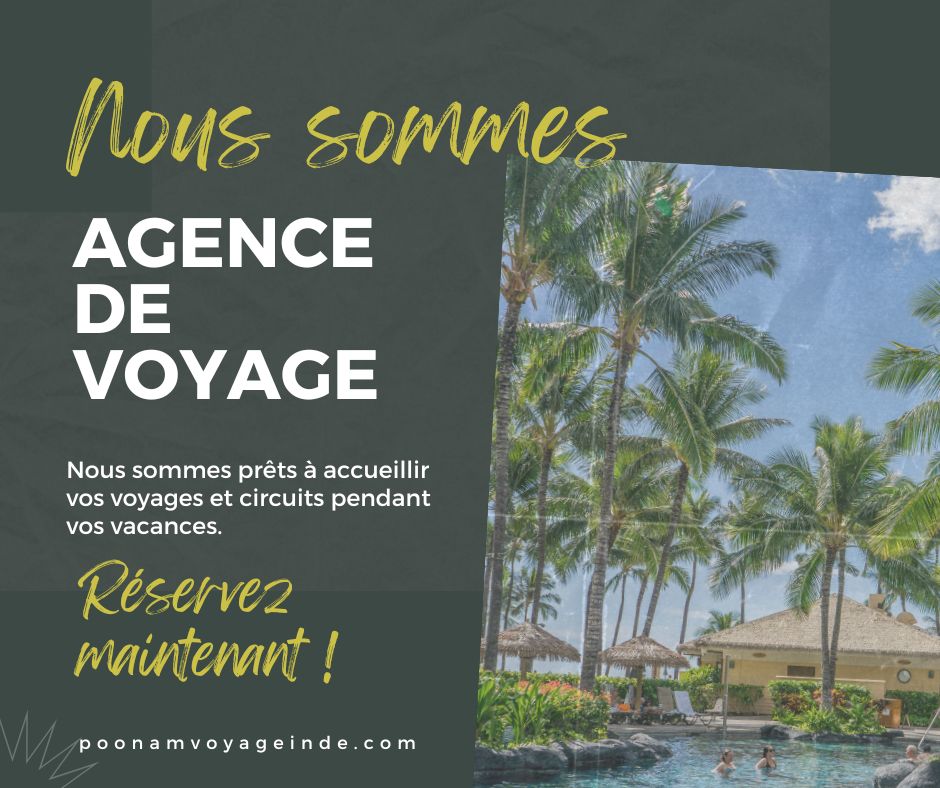 Nous sommes
AGENCE
DE
VOYAGE
Nous sommes prêts à accueillir
vos voyages et circuits pendant
vos vacances.
Réservez
maintenant !
poonamvoyageinde.com